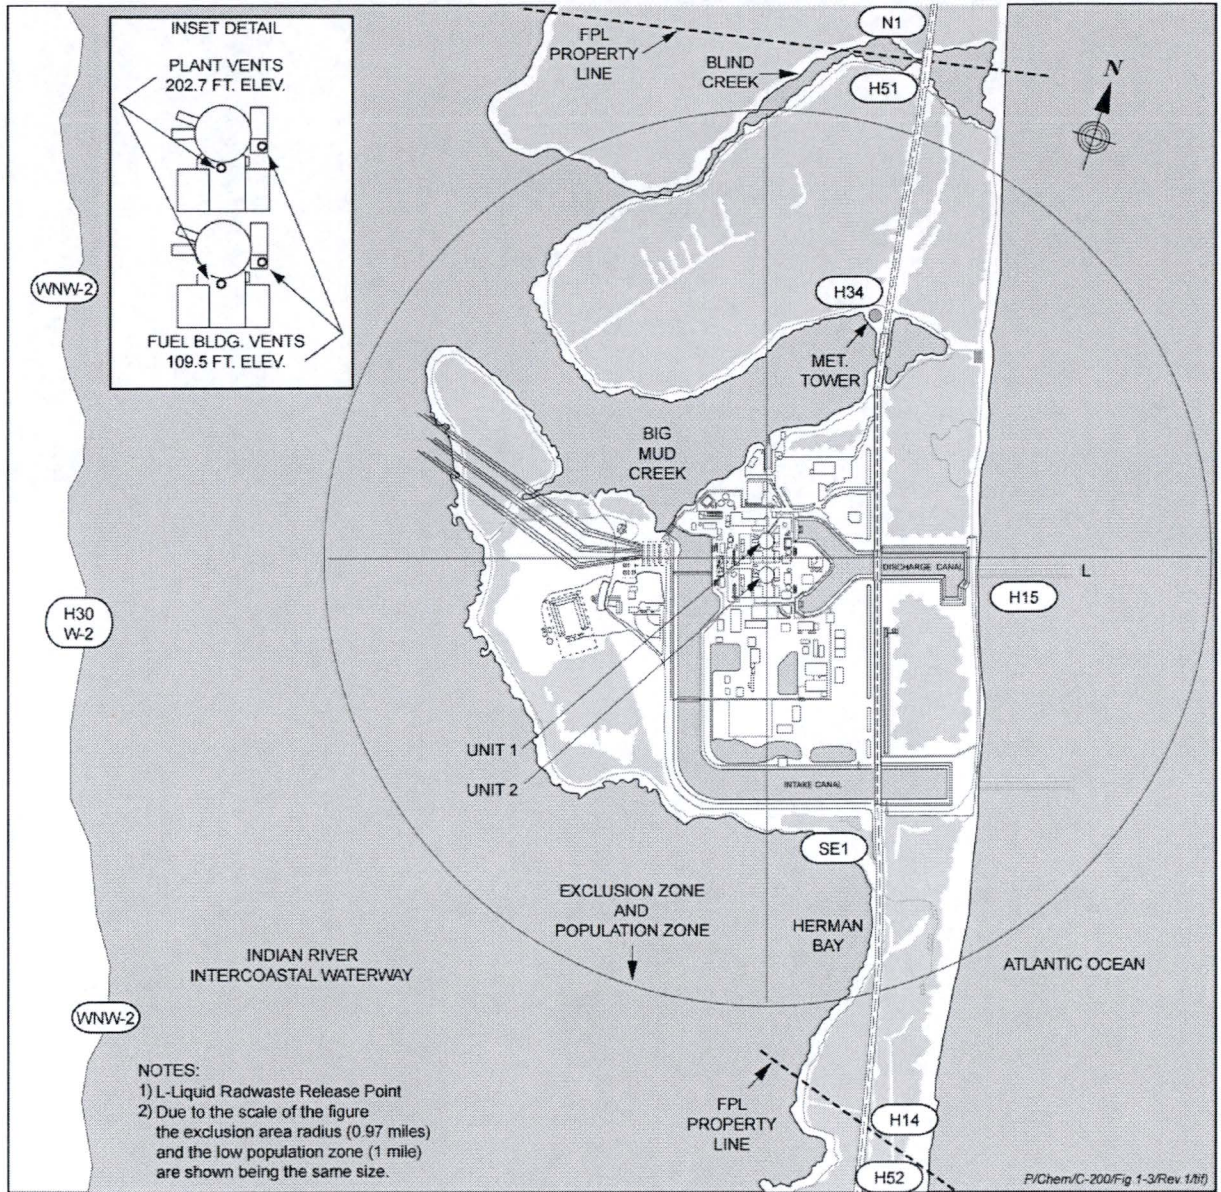 INSET DETAIL
PLANT VENTS
202.7 FT. ELEV.
FUEL BLDG. VENTS
109.5 FT. ELEV.
FPL
PROPERTY
LINE
BLIND
CREEK
N1
H51
N
WNW-2
H34
MET.
TOWER
BIG
MUD
CREEK
DISCHARGE CANAL
L
H15
H30
W-2
UNIT 1
UNIT 2
INTAKE CANAL
SE1
EXCLUSION ZONE
AND
POPULATION ZONE
HERMAN
BAY
INDIAN RIVER
INTERCOASTAL WATERWAY
ATLANTIC OCEAN
WNW-2
NOTES:
1) L-Liquid Radwaste Release Point
2) Due to the scale of the figure
the exclusion area radius (0.97 miles)
and the low population zone (1 mile)
are shown being the same size.
FPL
PROPERTY
LINE
H14
H52
P/Chem/C-200/Fig 1-3/Rev.1/tif)